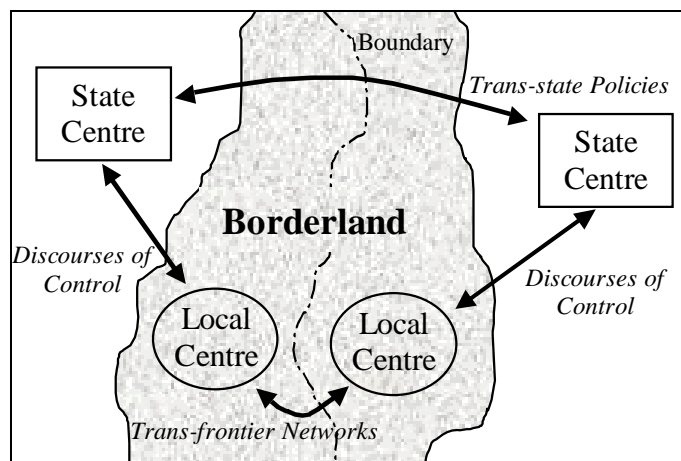 Boundary
State
Centre
Trans-state Policies
State
Centre
Borderland
Discourses of
Control
Discourses of
Control
Local
Centre
Local
Centre
Trans-frontier Networks